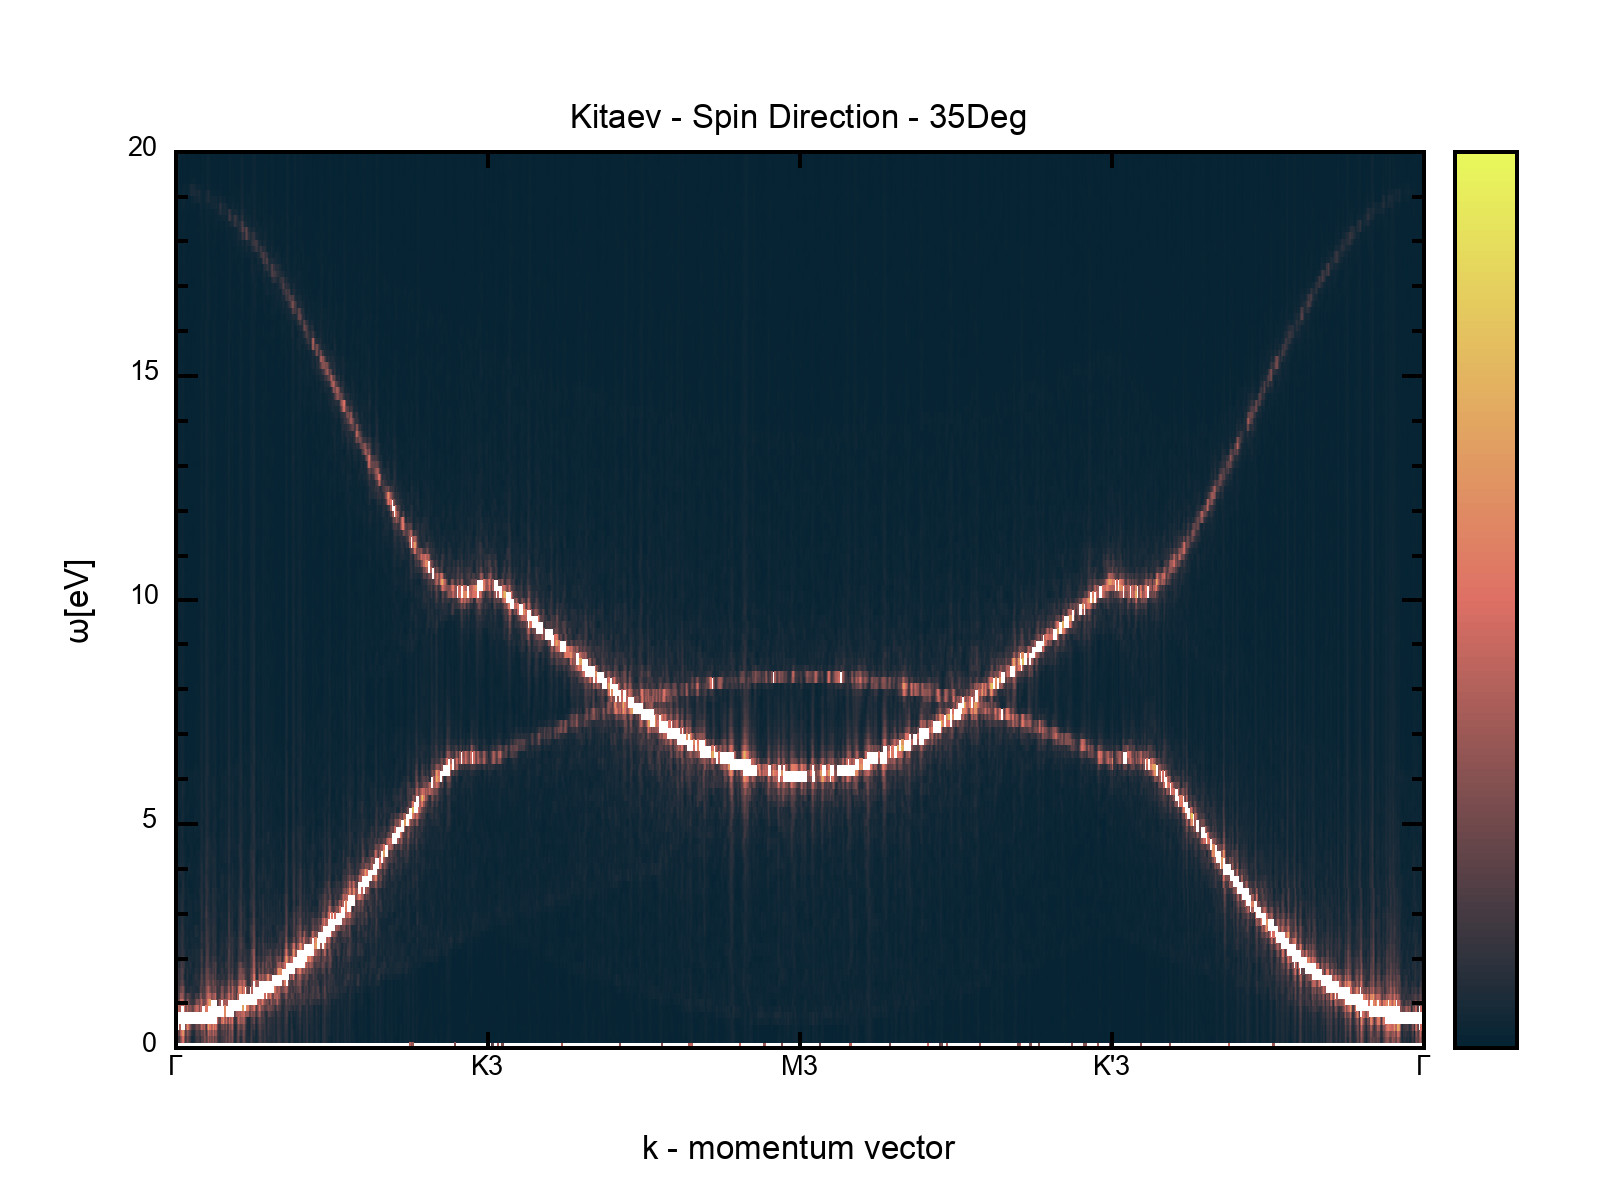 Kitaev - Spin Direction - 35Deg
20
15
10
5
0
ω[eV]
Γ K3 M3 K'3 Γ
k - momentum vector